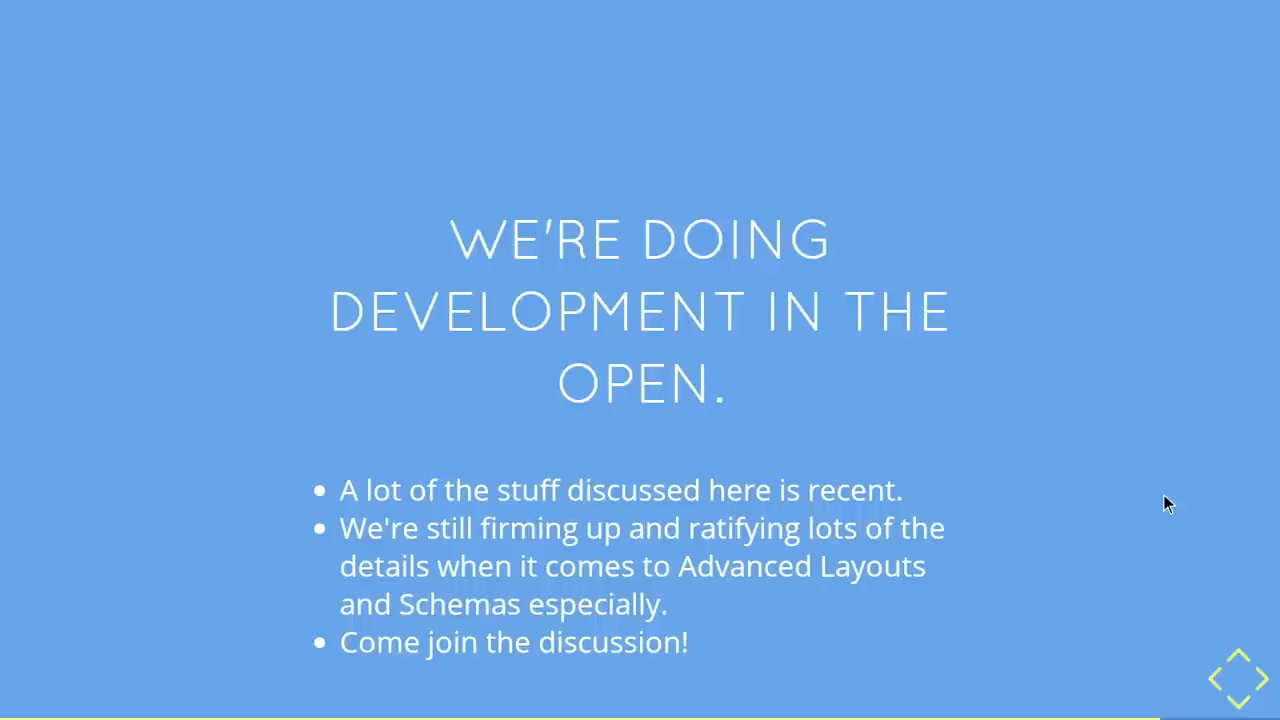 WE'RE DOING
DEVELOPMENT IN THE
OPEN.
A lot of the stuff discussed here is recent.
We're still firming up and ratifying lots of the
details when it comes to Advanced Layouts
and Schemas especially.
Come join the discussion!